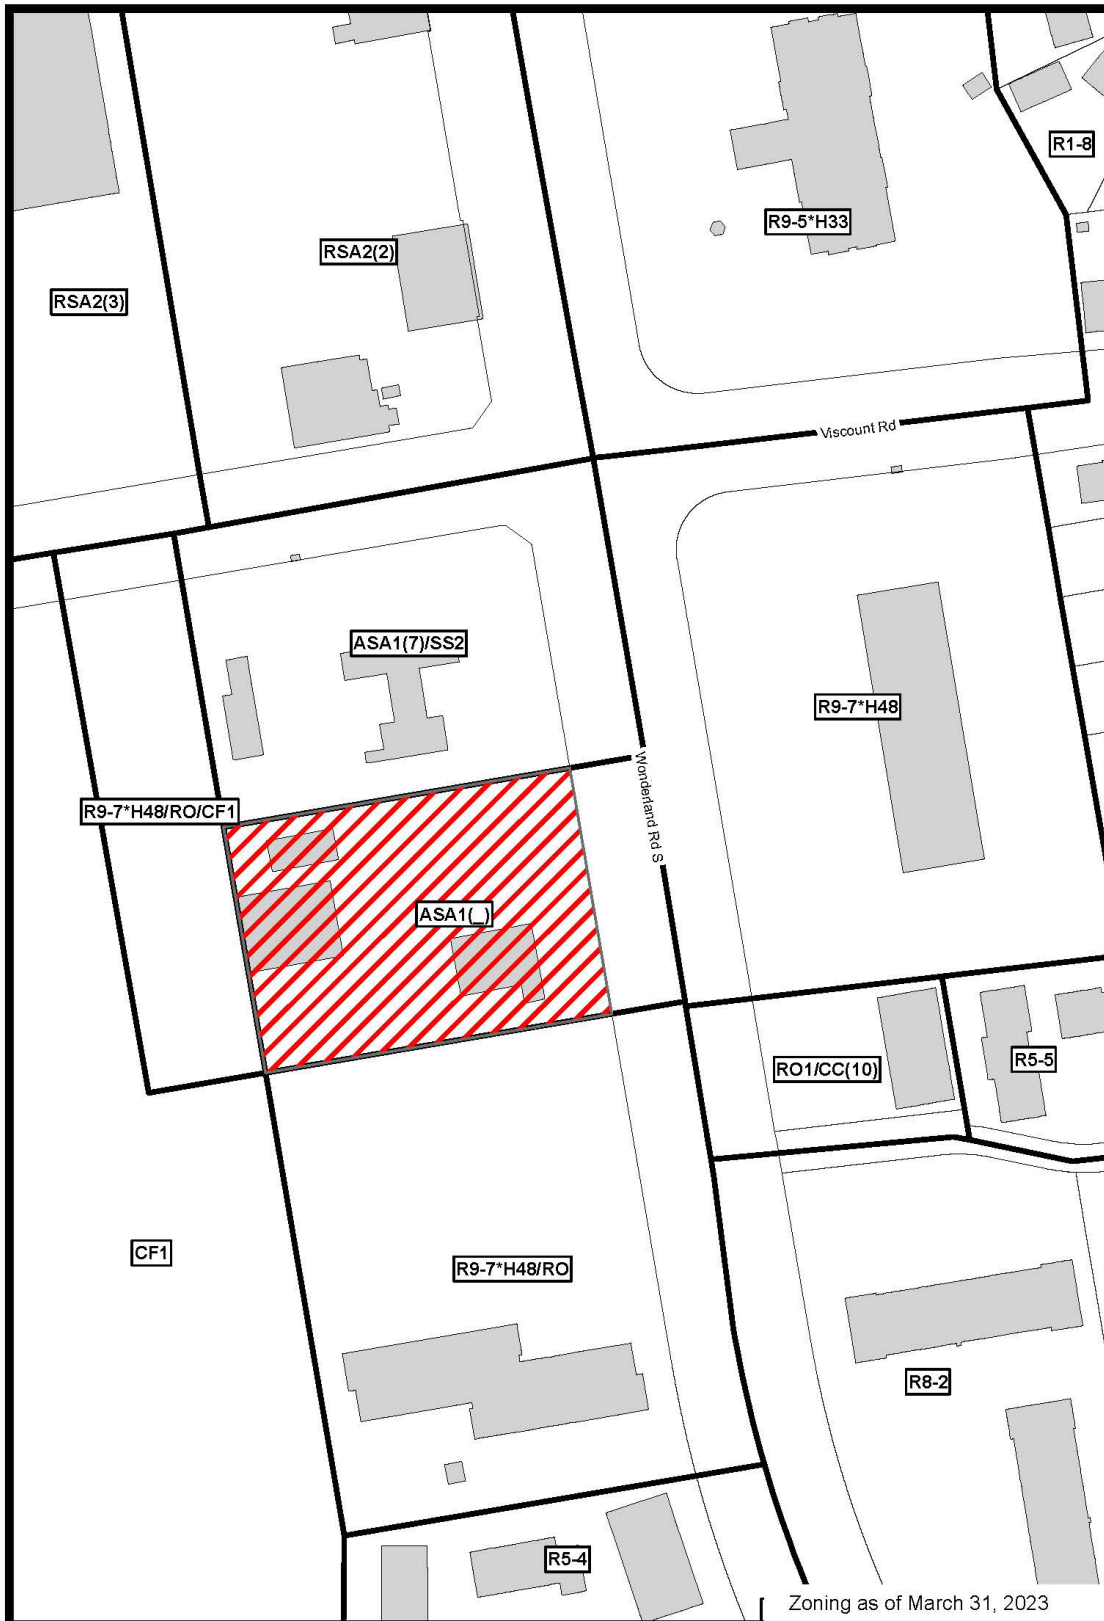 R1-8
R9-5*H33
RSA2(2)
RSA2(3)
Viscount Rd
ASA1(7)/SS2
R9-7*H48
Wonderland Rd S
R9-7*H48/RO/CF1
ASA1(_)
RO1/CC(10)
R5-5
CF1
R9-7*H48/RO
R8-2
R5-4
Zoning as of March 31, 2023